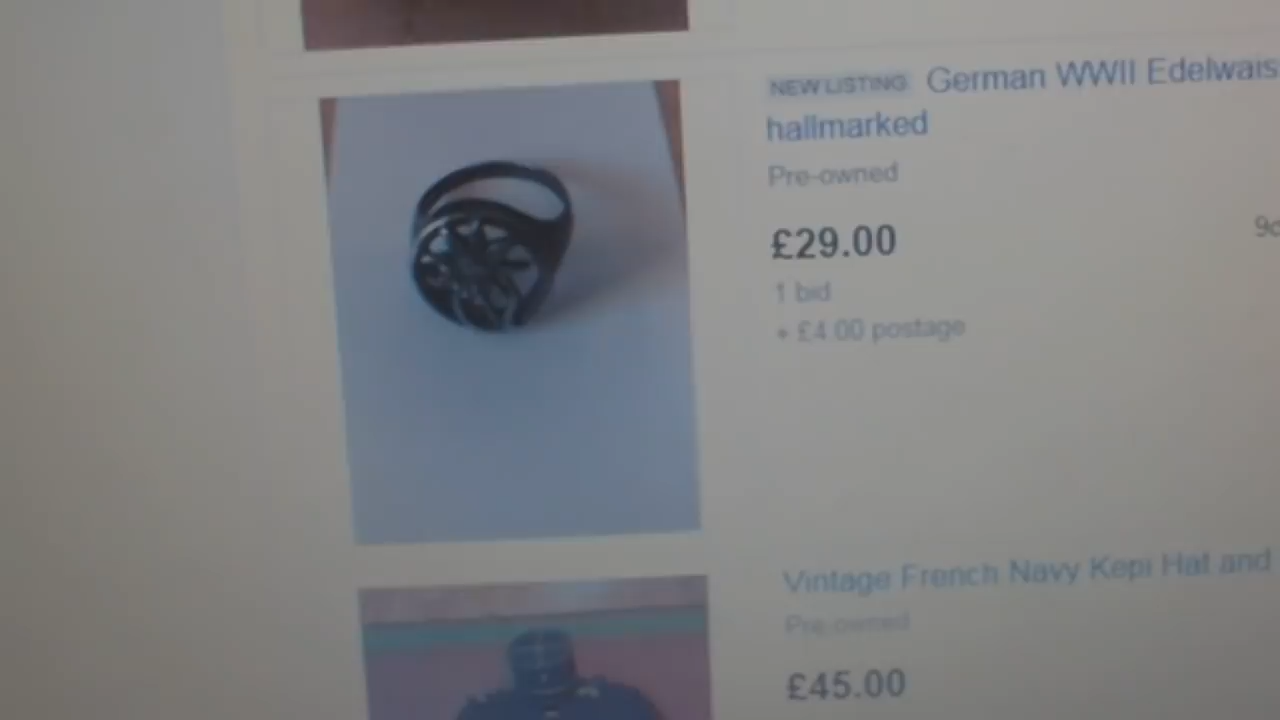 NEW LISTING German WWII Edelwais
hallmarked
Pre-owned
£29.00
1 bid
+ £4.00 postage
Vintage French Navy Kepi Hat and
Pre-owned
£45.00